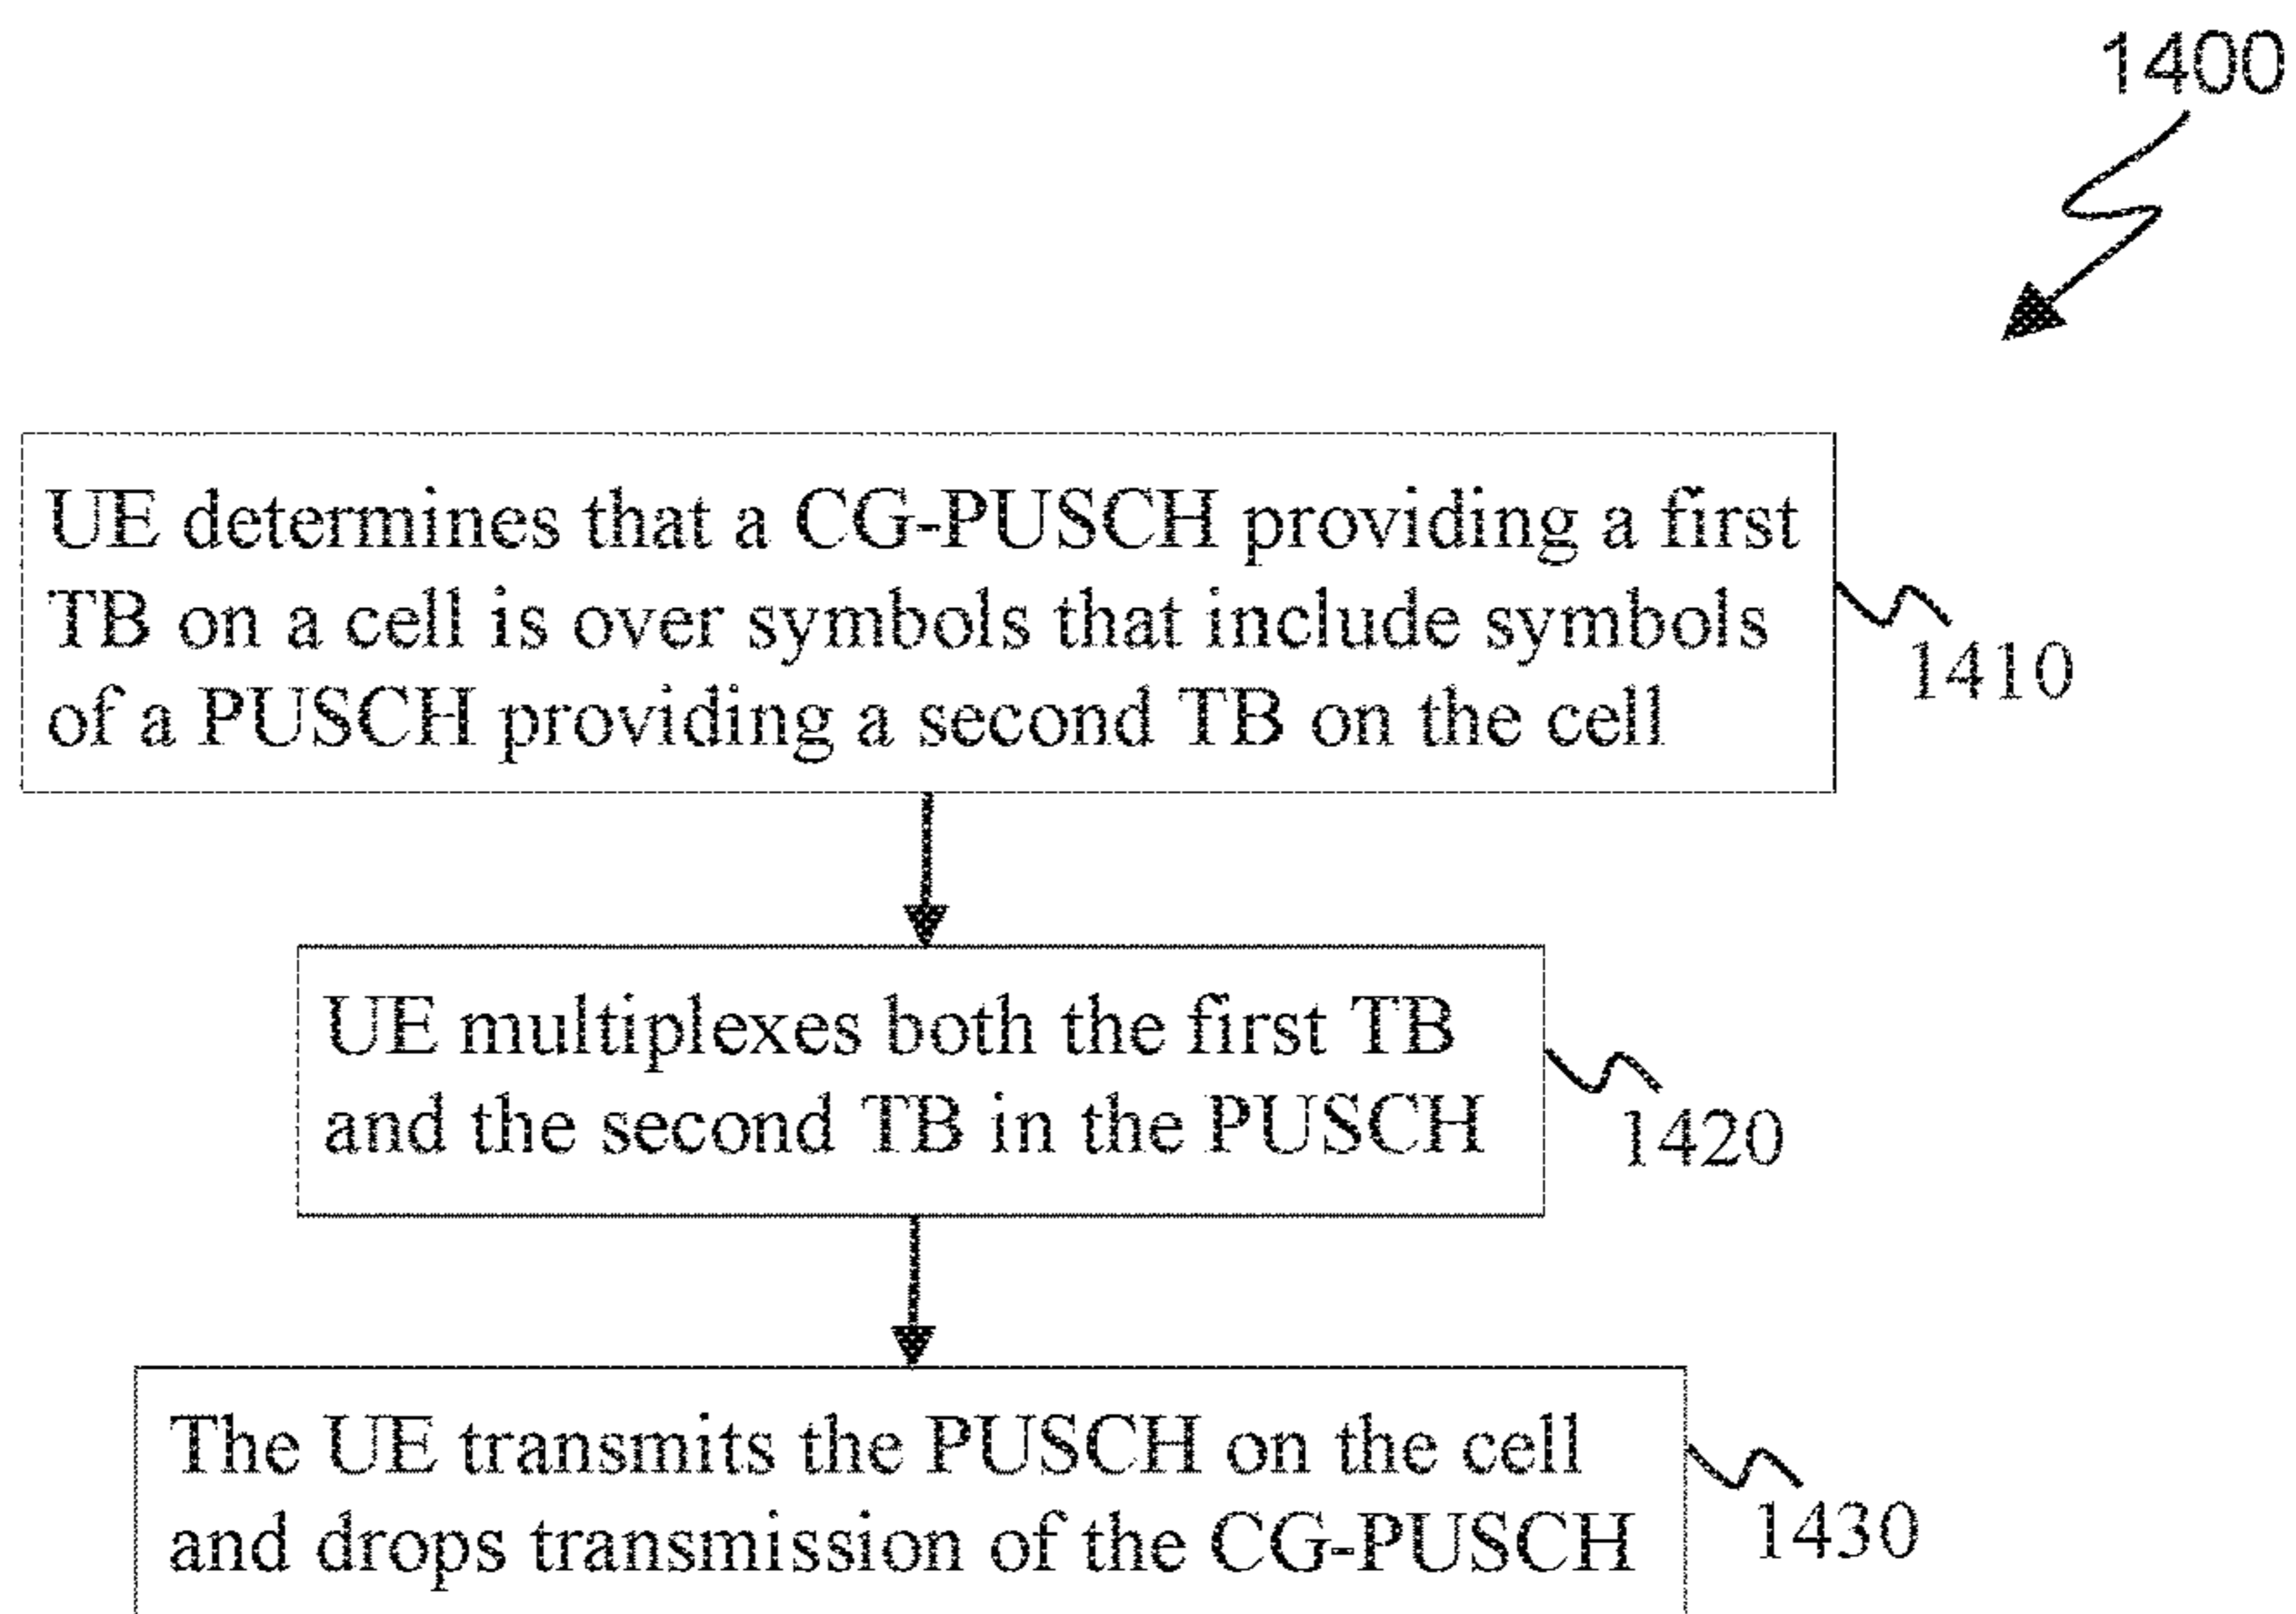 1400
UE determines that a CG-PUSCH providing a first
TB on a cell is over symbols that include symbols
of a PUSCH providing a second TB on the cell
1410
UE multiplexes both the first TB
and the second TB in the PUSCH
1420
The UE transmits the PUSCH on the cell
and drops transmission of the CG-PUSCH
1430